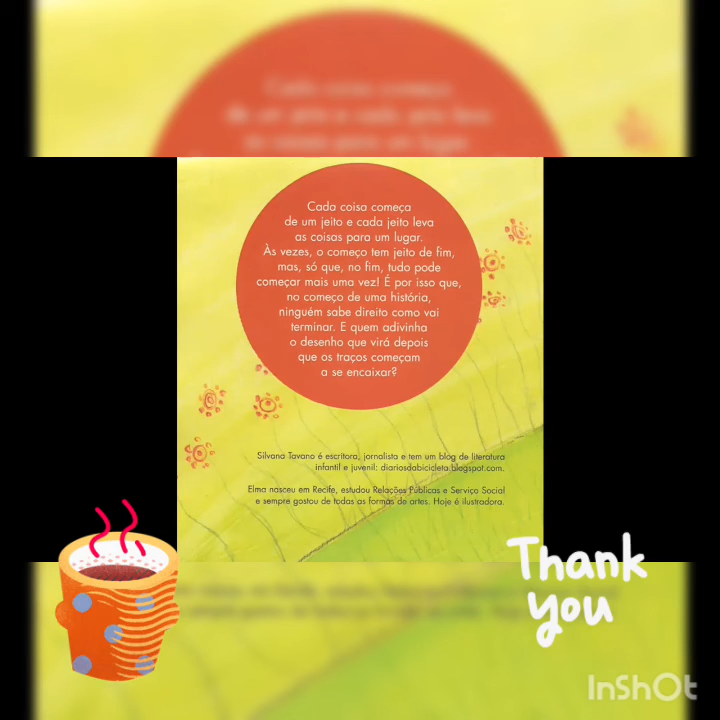 Cada coisa começa
de um jeito e cada jeito leva
as coisas para um lugar.
Às vezes, o começo tem jeito de fim,
mas, só que, no fim, tudo pode
começar mais uma vez! É por isso que,
no começo de uma história,
ninguém sabe direito como vai
terminar. E quem adivinha
o desenho que virá depois
que os traços começam
a se encaixar?
Silvana Tavano é escritora, jornalista e tem um blog de literatura
infantil e juvenil: diariosdabicicleta.blogspot.com.
Elma nasceu em Recife, estudou Relações Públicas e Serviço Social
e sempre gostou de todas as formas de artes. Hoje é ilustradora.
Thank
you
InShOt